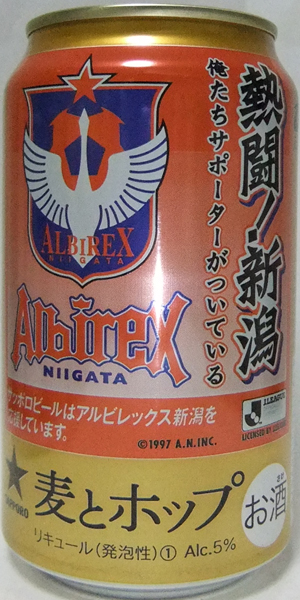 熱闘!新潟
俺たちサポーターがついている
ALBIREX
NIIGATA
AlbireX
NIIGATA
J.LEAGUE
サッポロビールはアルビレックス新潟を
応援しています。
©1997 A.N.INC.
SAPPORO
麦とホップ
お酒
リキュール(発泡性)① Alc.5%